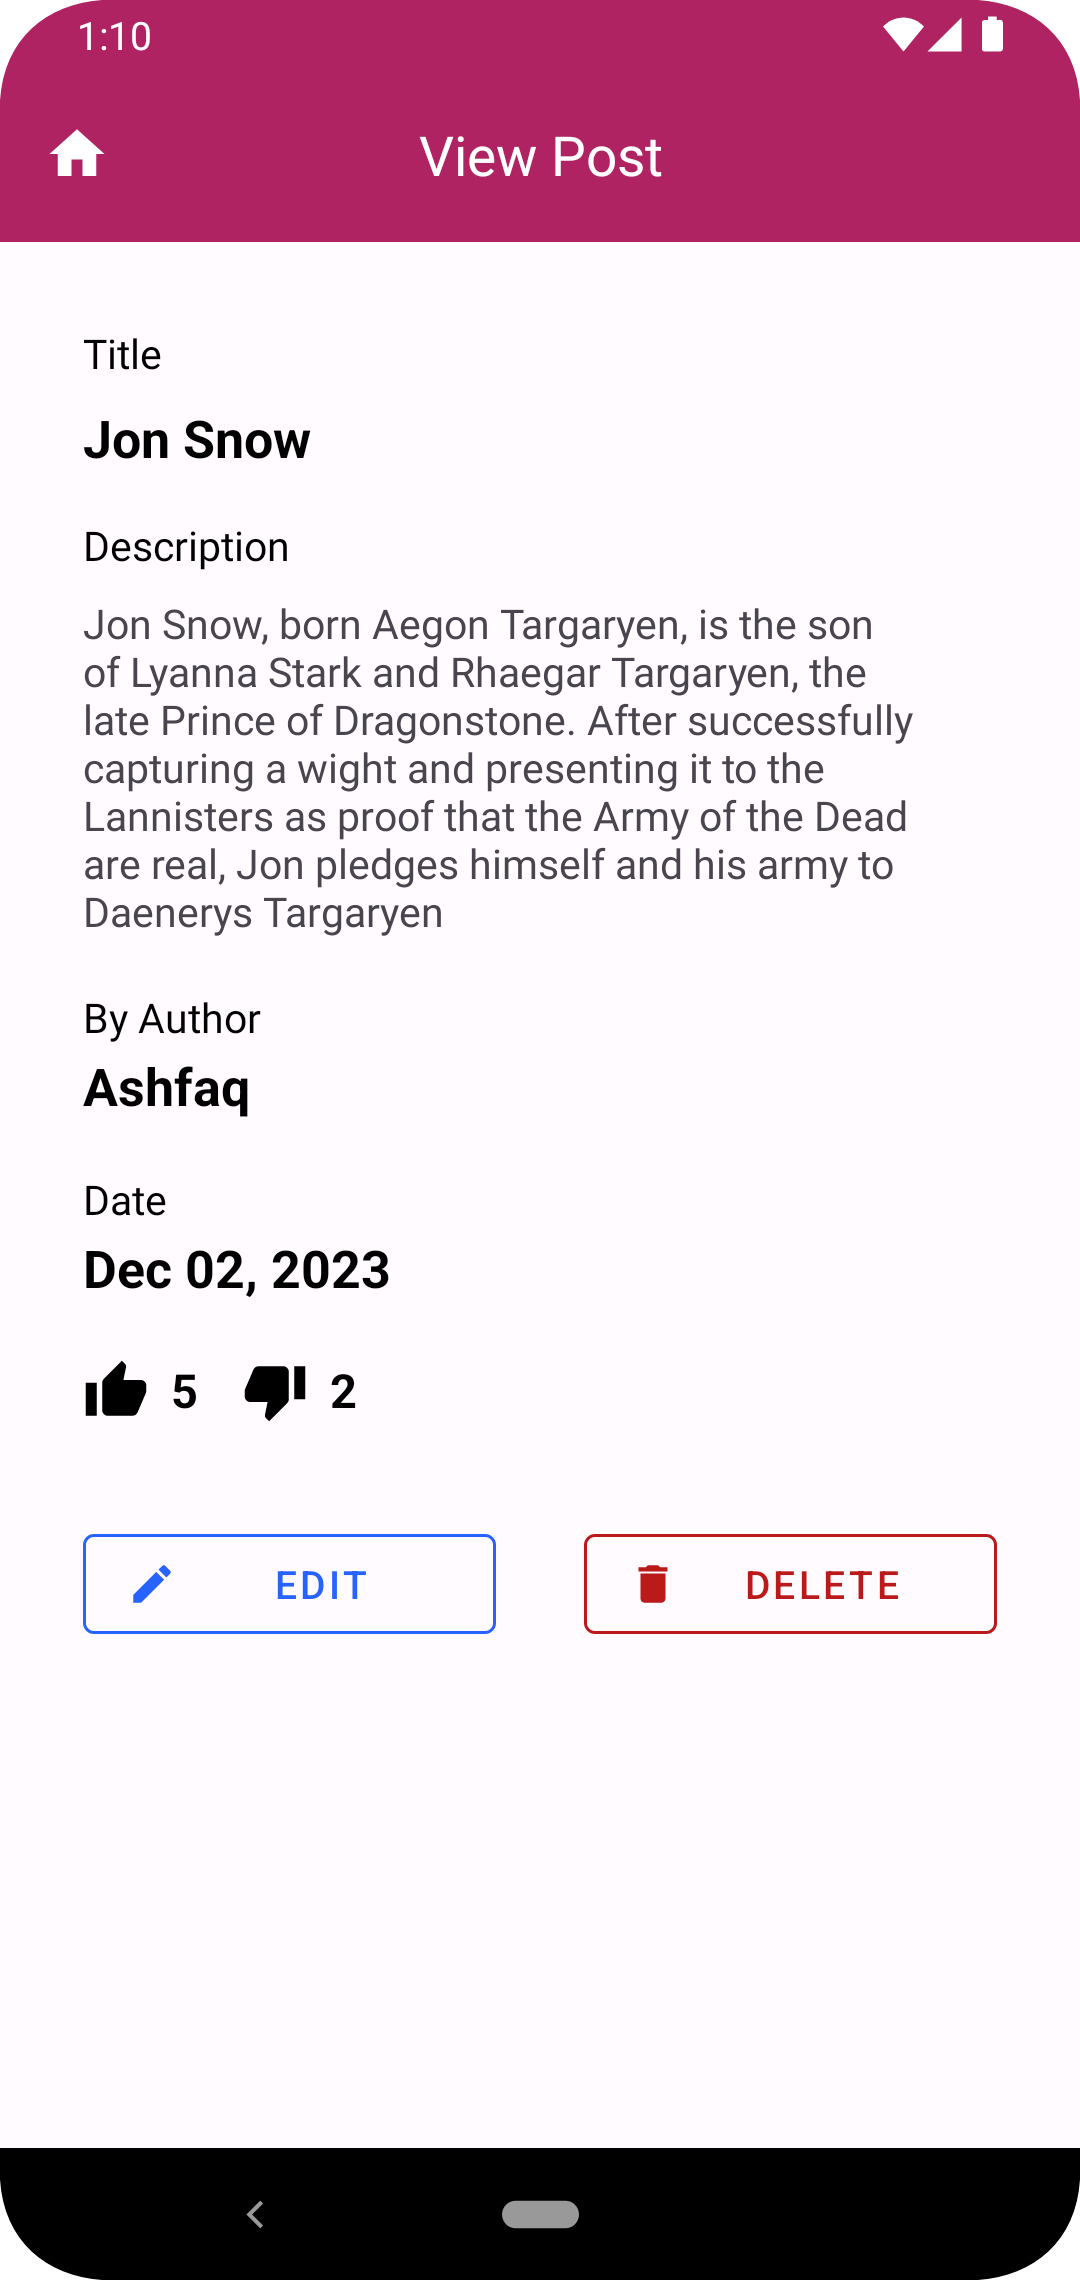 1:10
View Post
Title
Jon Snow
Description
Jon Snow, born Aegon Targaryen, is the son
of Lyanna Stark and Rhaegar Targaryen, the
late Prince of Dragonstone. After successfully
capturing a wight and presenting it to the
Lannisters as proof that the Army of the Dead
are real, Jon pledges himself and his army to
Daenerys Targaryen
By Author
Ashfaq
Date
Dec 02, 2023
5 2
EDIT DELETE